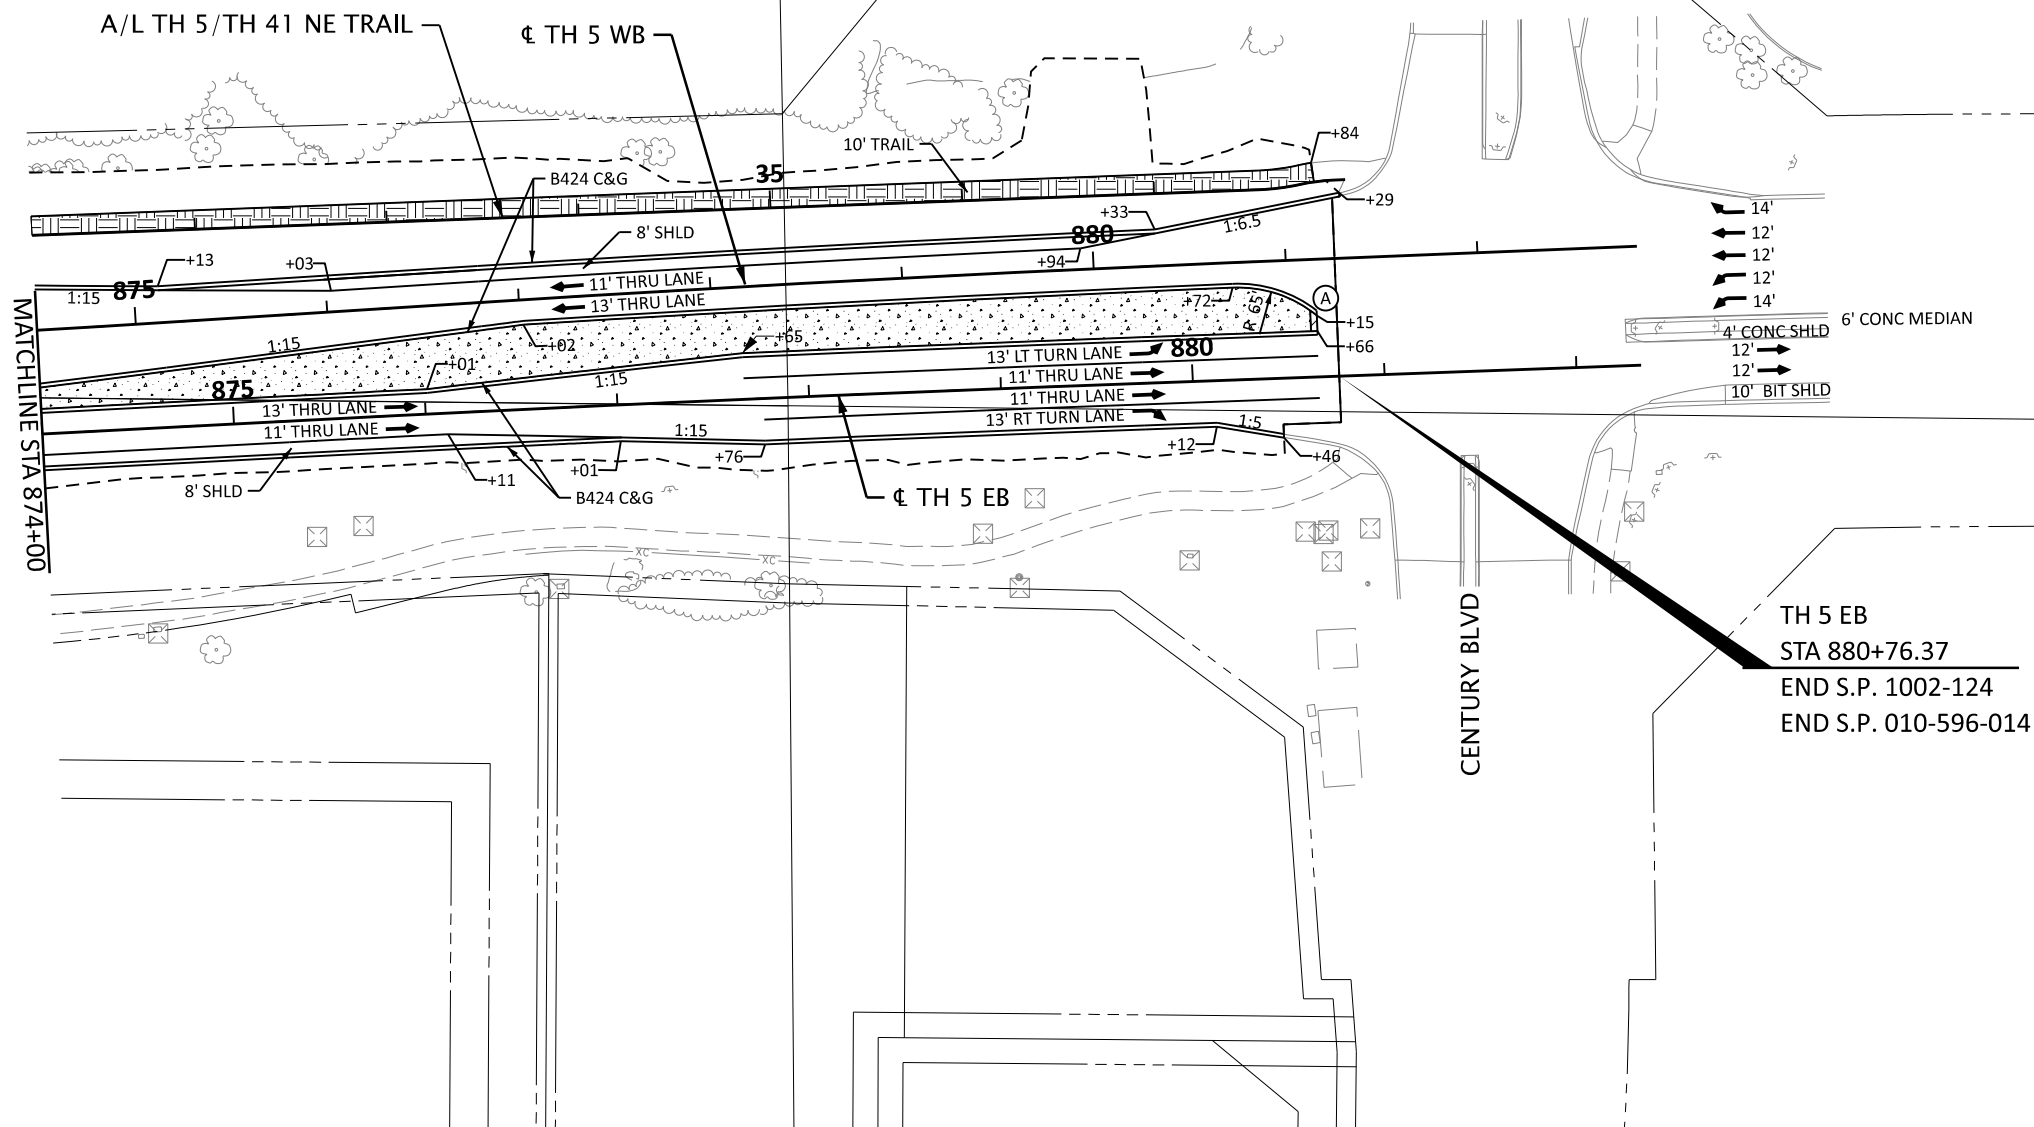 A/L TH 5/TH 41 NE TRAIL
℄ TH 5 WB
+84
10' TRAIL
35
B424 C&G
+29
14'
+33
1:6.5
8' SHLD
880
12'
+13
+03
+94
12'
11' THRU LANE
12'
1:15
875
13' THRU LANE
+72
R 65'
A
14'
MATCHLINE STA 874+00
+15
6' CONC MEDIAN
1:15
+02
+65
4' CONC SHLD
+66
13' LT TURN LANE
880
12'
+01
1:15
11' THRU LANE
12'
875
11' THRU LANE
10' BIT SHLD
13' THRU LANE
13' RT TURN LANE
1:5
11' THRU LANE
1:15
+12
+76
+46
+01
+11
8' SHLD
B424 C&G
℄ TH 5 EB
XC
XC
CENTURY BLVD
TH 5 EB
STA 880+76.37
END S.P. 1002-124
END S.P. 010-596-014